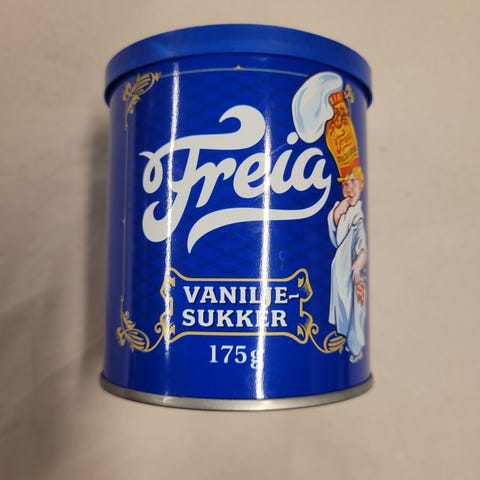 Freia
VANILJE-
SUKKER
175g